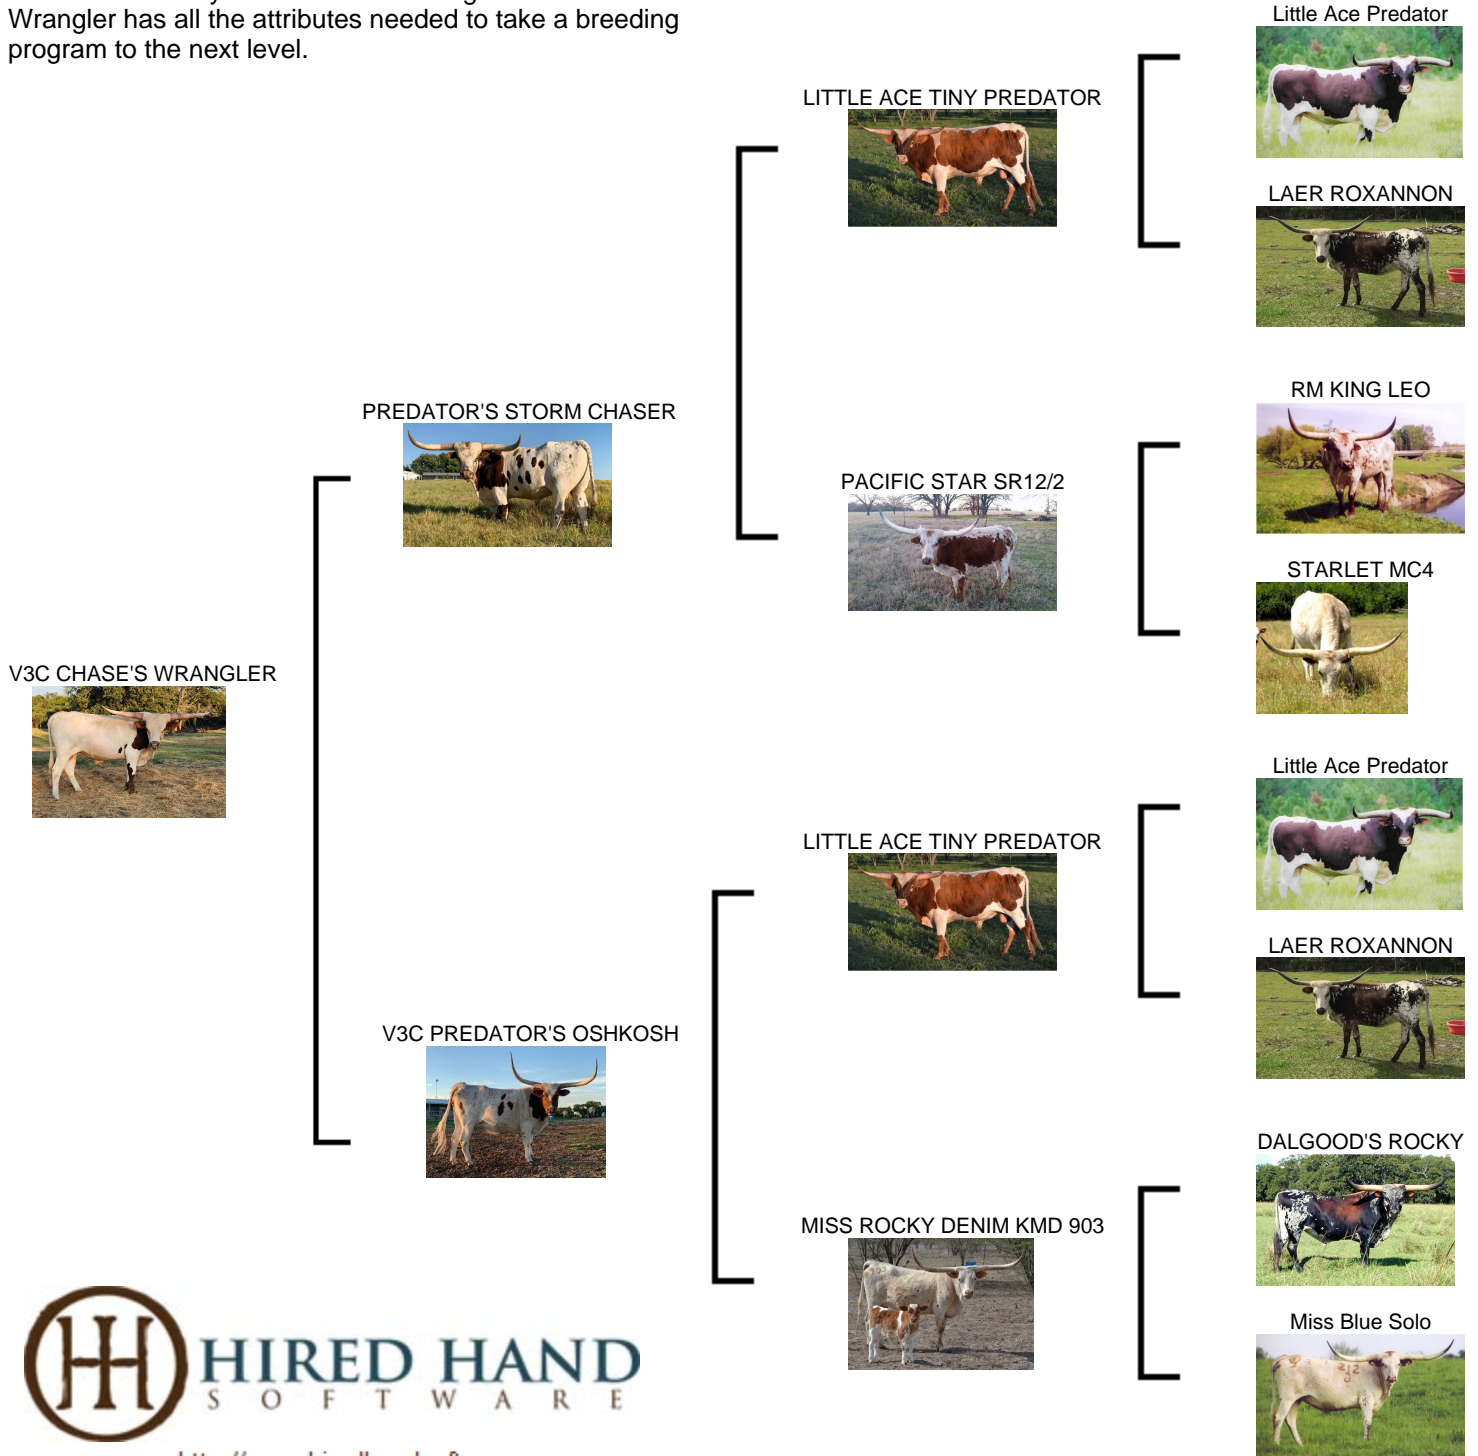 Wrangler has all the attributes needed to take a breeding
program to the next level.
Little Ace Predator
LITTLE ACE TINY PREDATOR
LAER ROXANNON
PREDATOR'S STORM CHASER
RM KING LEO
PACIFIC STAR SR12/2
STARLET MC4
V3C CHASE'S WRANGLER
Little Ace Predator
LITTLE ACE TINY PREDATOR
LAER ROXANNON
V3C PREDATOR'S OSHKOSH
DALGOOD'S ROCKY
MISS ROCKY DENIM KMD 903
Miss Blue Solo
HIRED HAND
SOFTWARE